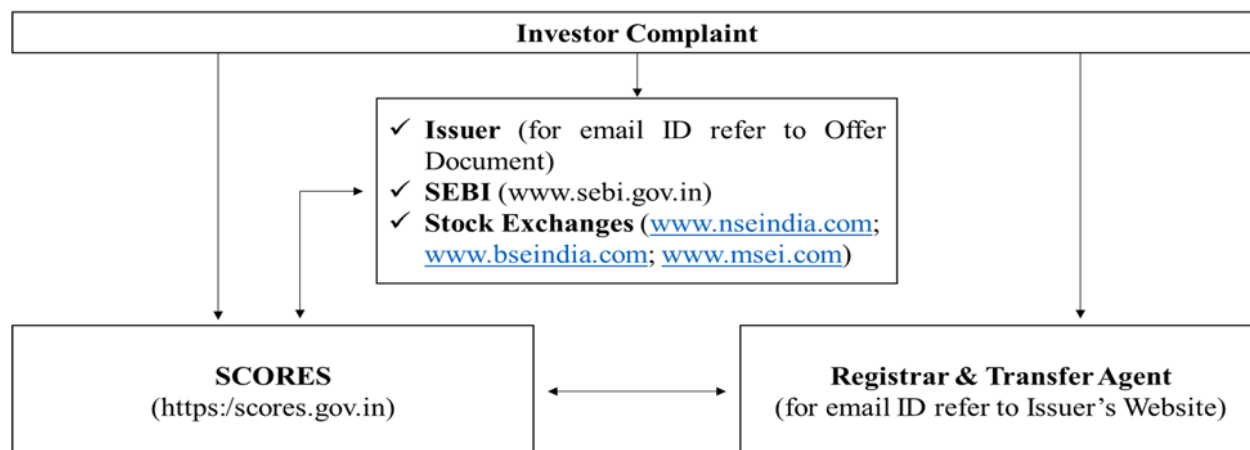 Investor Complaint
✓ Issuer (for email ID refer to Offer
Document)
✓ SEBI (www.sebi.gov.in)
✓ Stock Exchanges (www.nseindia.com;
www.bseindia.com; www.msei.com)
SCORES
(https:/scores.gov.in)
Registrar & Transfer Agent
(for email ID refer to Issuer's Website)